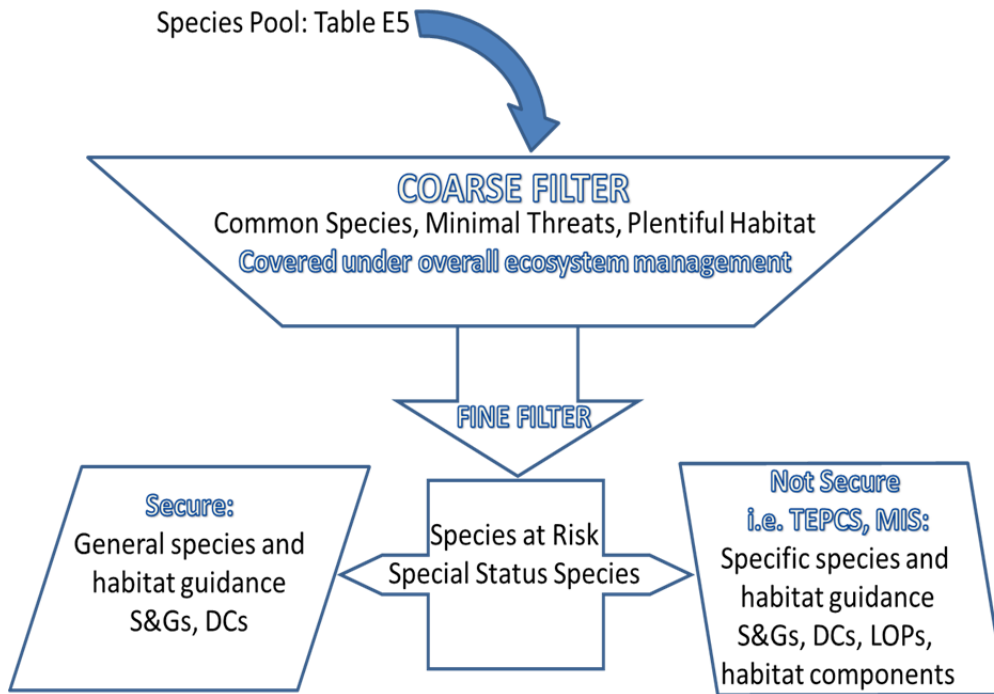 Species Pool: Table E5
COARSE FILTER
Common Species, Minimal Threats, Plentiful Habitat
Covered under overall ecosystem management
FINE FILTER
Secure:
General species and
habitat guidance
S&Gs, DCs
Species at Risk
Special Status Species
Not Secure
i.e. TEPCS, MIS:
Specific species and
habitat guidance
S&Gs, DCs, LOPs,
habitat components